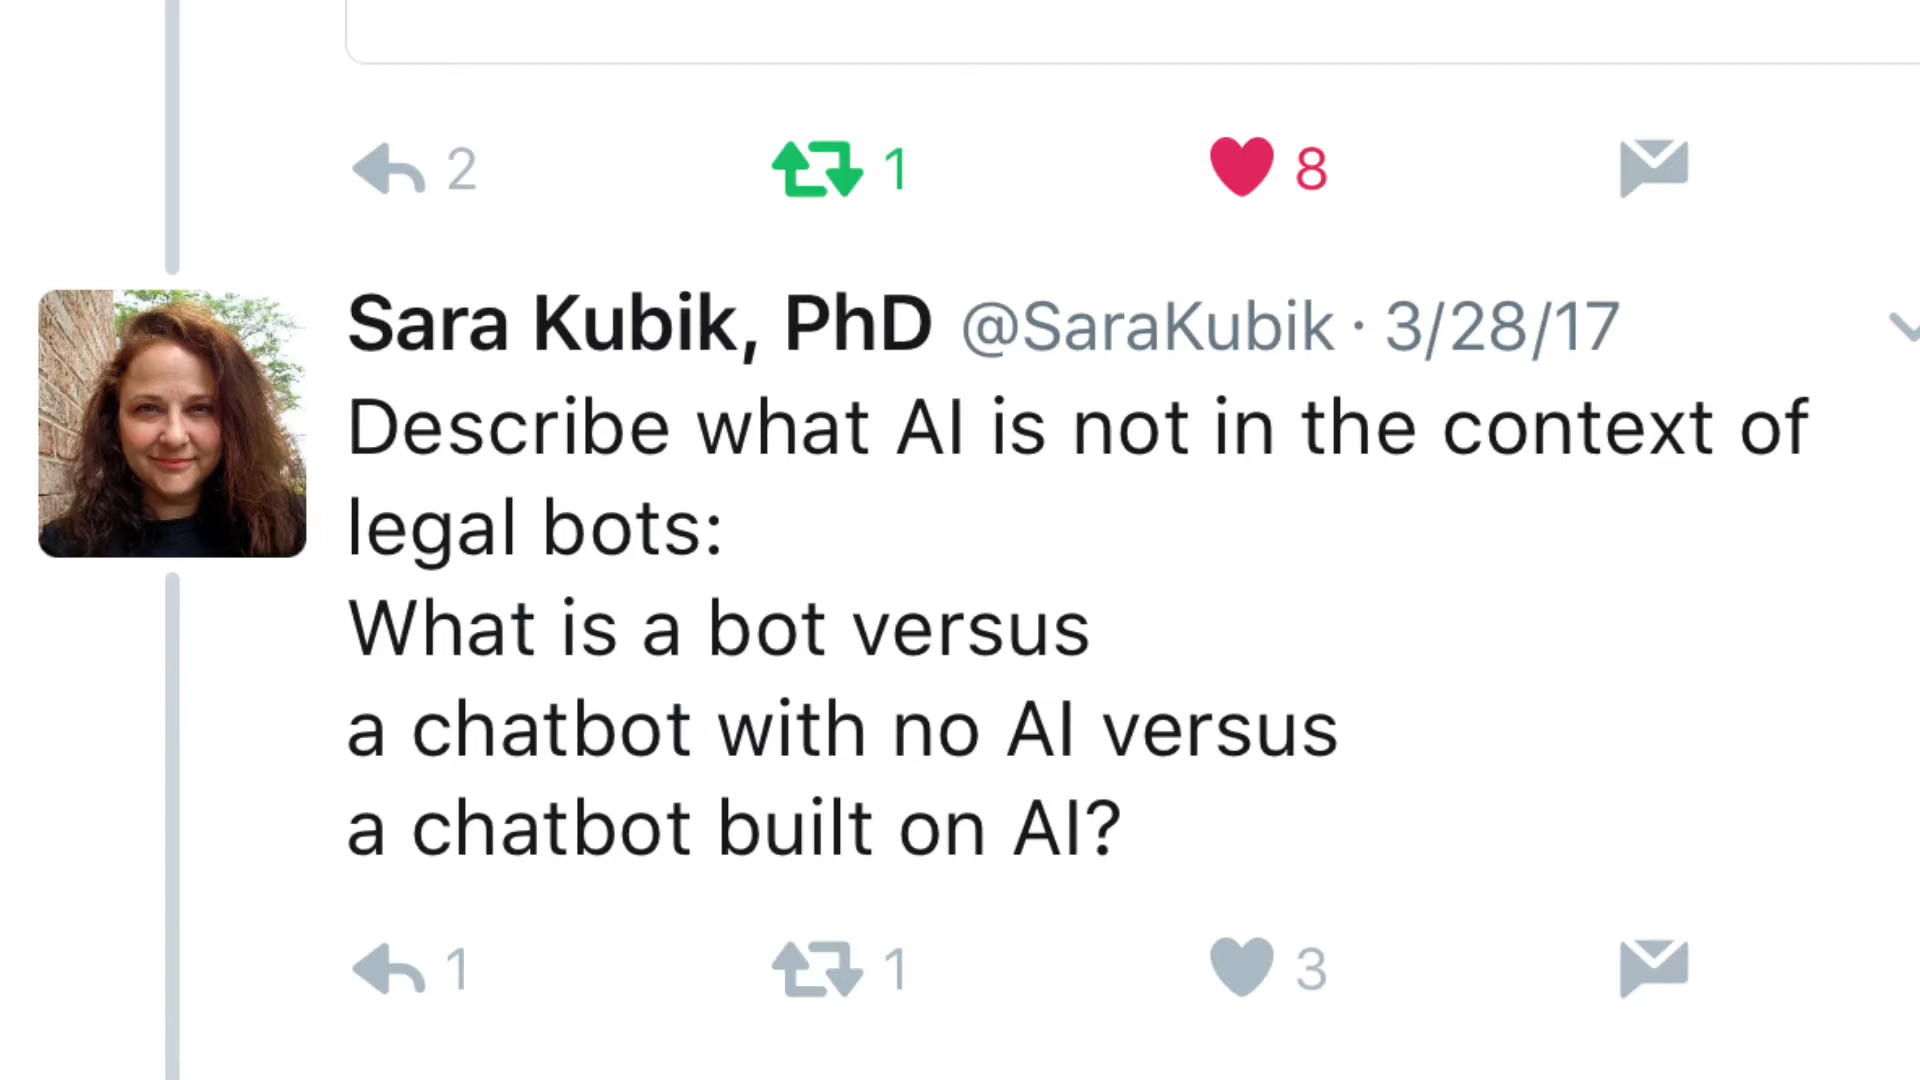 2 1 8
Sara Kubik, PhD @SaraKubik · 3/28/17
Describe what AI is not in the context of
legal bots:
What is a bot versus
a chatbot with no AI versus
a chatbot built on AI?
1 1 3